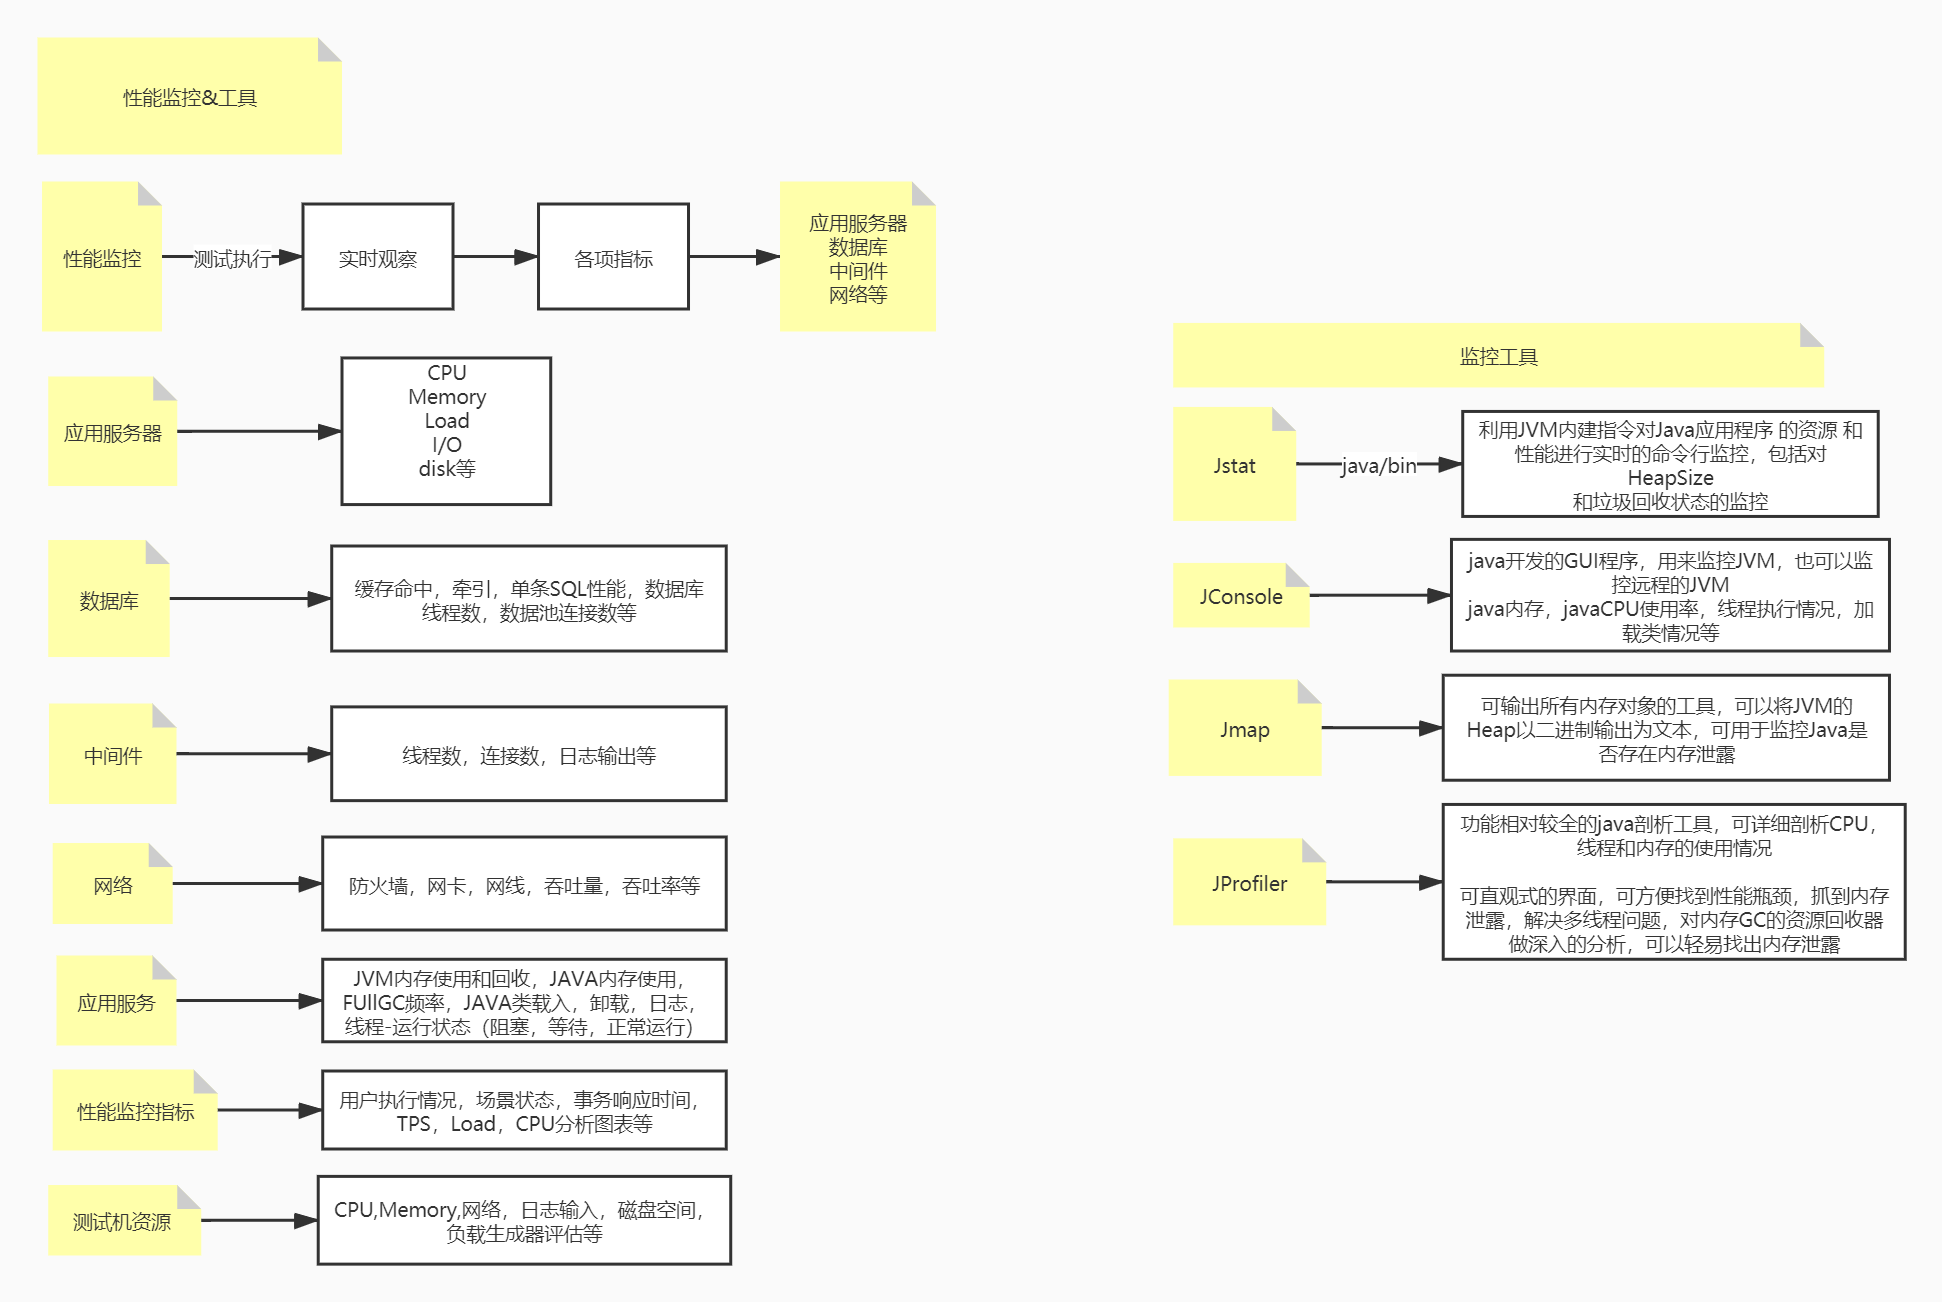 性能监控&工具
性能监控
测试执行
实时观察
各项指标
应用服务器
数据库
中间件
网络等
应用服务器
CPU
Memory
Load
I/O
disk等
数据库
缓存命中，牵引，单条SQL性能，数据库
线程数，数据池连接数等
中间件
线程数，连接数，日志输出等
网络
防火墙，网卡，网线，吞吐量，吞吐率等
应用服务
JVM内存使用和回收，JAVA内存使用，
FUllGC频率，JAVA类载入，卸载，日志，
线程-运行状态（阻塞，等待，正常运行）
性能监控指标
用户执行情况，场景状态，事务响应时间，
TPS，Load，CPU分析图表等
测试机资源
CPU,Memory,网络，日志输入，磁盘空间，
负载生成器评估等
监控工具
Jstat
java/bin
利用JVM内建指令对Java应用程序 的资源 和
性能进行实时的命令行监控，包括对
HeapSize
和垃圾回收状态的监控
JConsole
java开发的GUI程序，用来监控JVM，也可以监
控远程的JVM
java内存，javaCPU使用率，线程执行情况，加
载类情况等
Jmap
可输出所有内存对象的工具，可以将JVM的
Heap以二进制输出为文本，可用于监控Java是
否存在内存泄露
JProfiler
功能相对较全的java剖析工具，可详细剖析CPU，
线程和内存的使用情况
可直观式的界面，可方便找到性能瓶颈，抓到内存
泄露，解决多线程问题，对内存GC的资源回收器
做深入的分析，可以轻易找出内存泄露